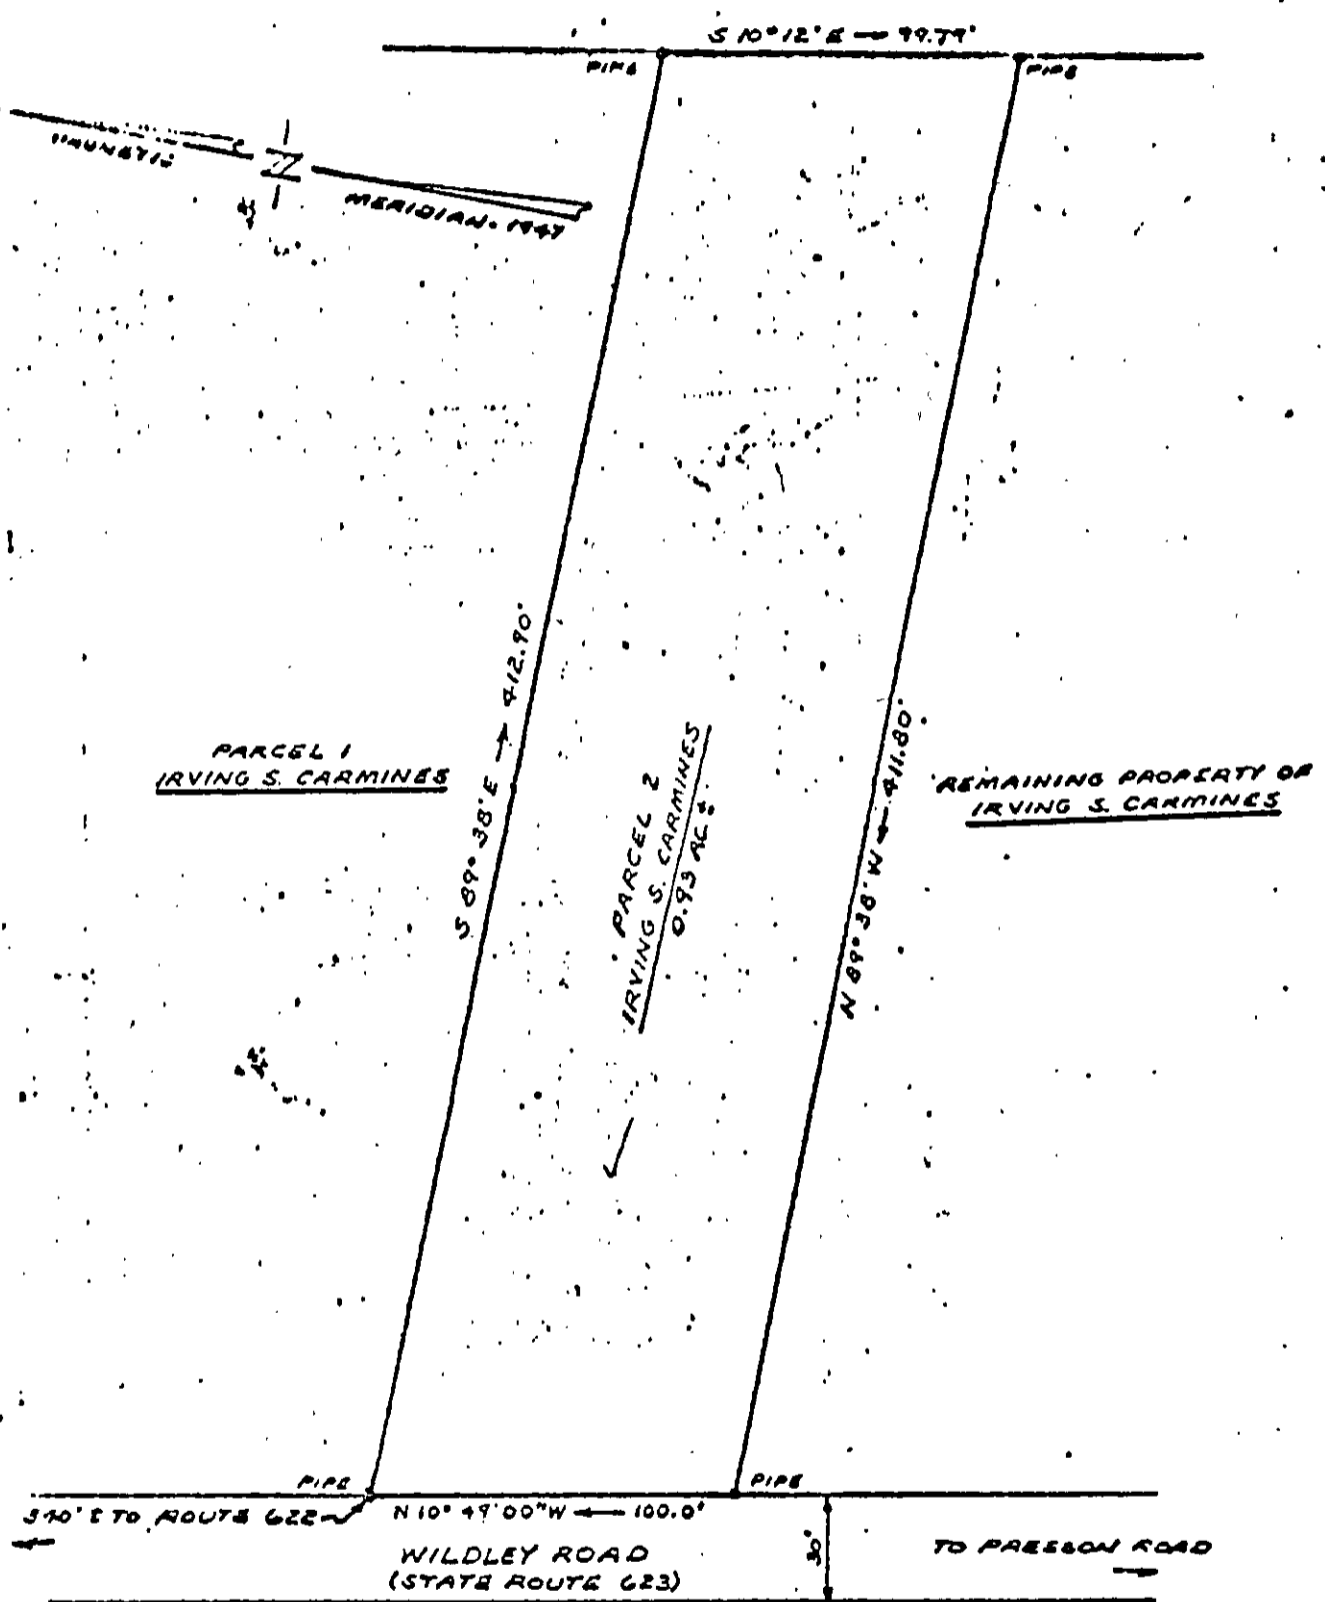 S 10° 12' E → 99.79'
PIPE
PIPE
MAGNETIC
N
MERIDIAN - 1947
S 89° 38' E → 412.90'
PARCEL 1
IRVING S. CARMINES
PARCEL 2
IRVING S. CARMINES
0.93 AC ±
N 89° 38' W ← 411.80'
REMAINING PROPERTY OF
IRVING S. CARMINES
PIPE
PIPE
TO ROUTE 622
N 10° 49' 00" W ← 100.0'
30'
WILDLEY ROAD
(STATE ROUTE 623)
TO PRESSON ROAD